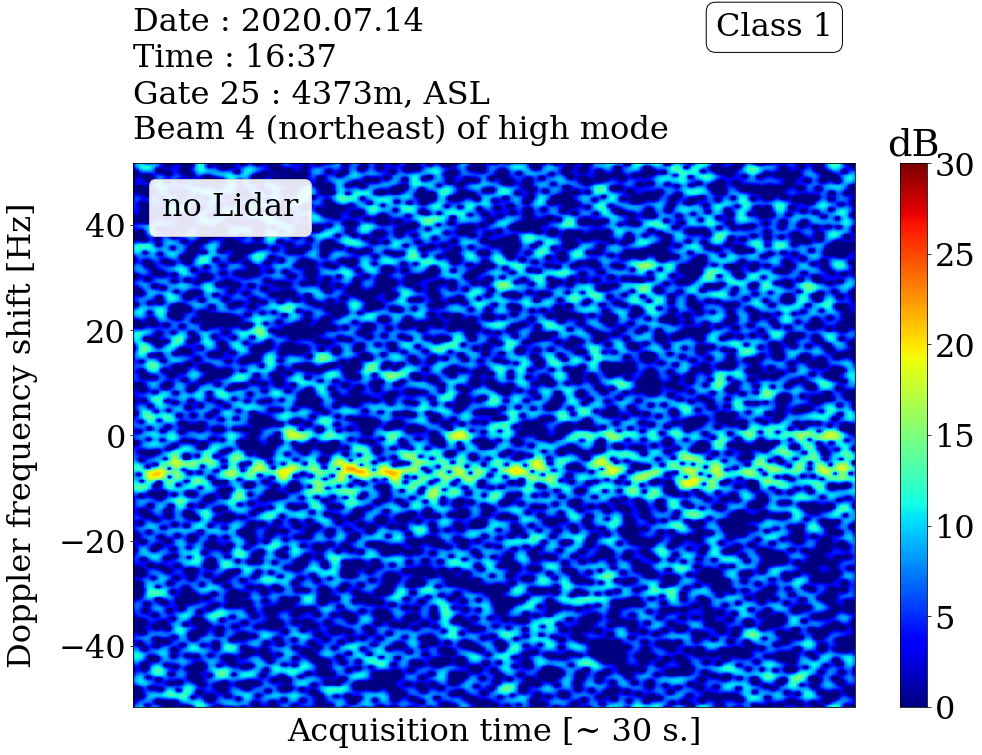 Date : 2020.07.14
Time : 16:37
Gate 25 : 4373m, ASL
Beam 4 (northeast) of high mode
Class 1
dB
no Lidar
Doppler frequency shift [Hz]
40
20
0
−20
−40
30
25
20
15
10
5
0
Acquisition time [~ 30 s.]